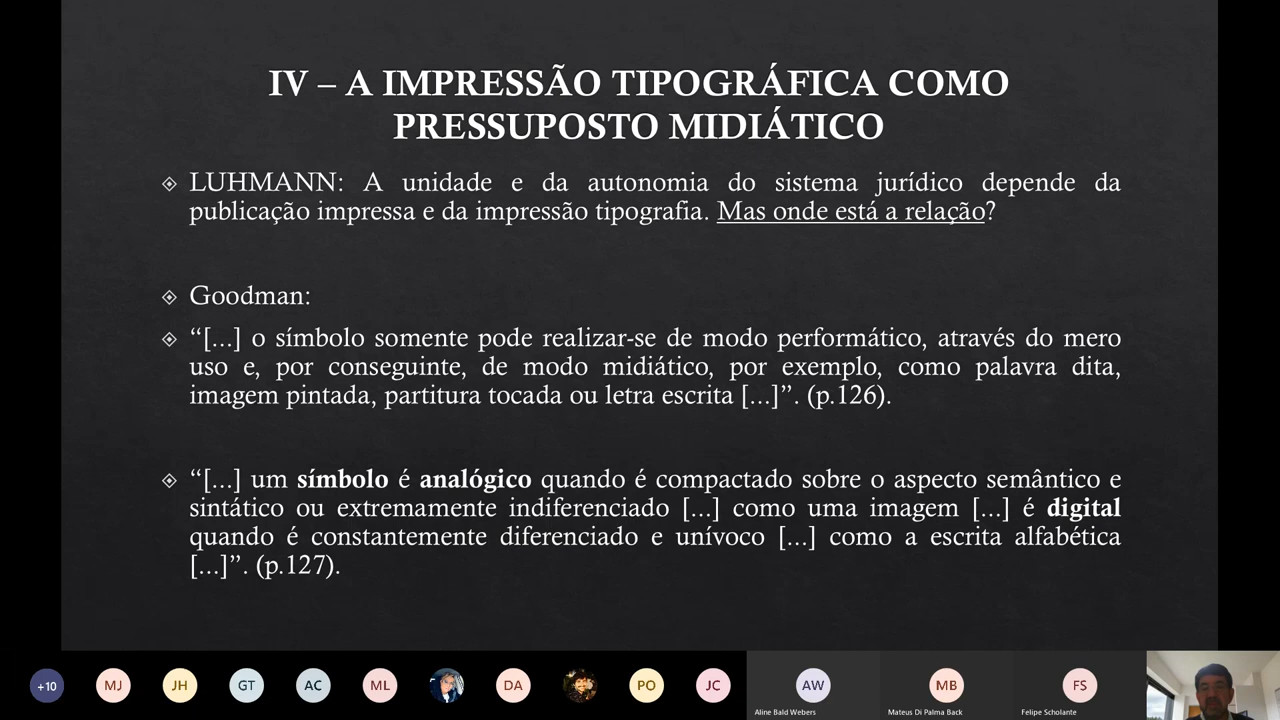 IV – A IMPRESSÃO TIPOGRÁFICA COMO
PRESSUPOSTO MIDIÁTICO
LUHMANN: A unidade e da autonomia do sistema jurídico depende da
publicação impressa e da impressão tipografia. Mas onde está a relação?
Goodman:
“[...] o símbolo somente pode realizar-se de modo performático, através do mero
uso e, por conseguinte, de modo midiático, por exemplo, como palavra dita,
imagem pintada, partitura tocada ou letra escrita [...]”. (p.126).
“[...] um símbolo é analógico quando é compactado sobre o aspecto semântico e
sintático ou extremamente indiferenciado [...] como uma imagem [...] é digital
quando é constantemente diferenciado e unívoco [...] como a escrita alfabética
[...]”. (p.127).
+10 MJ JH GT AC ML DA PO JC AW MB FS
Aline Bald Webers Mateus Di Palma Back Felipe Scholante